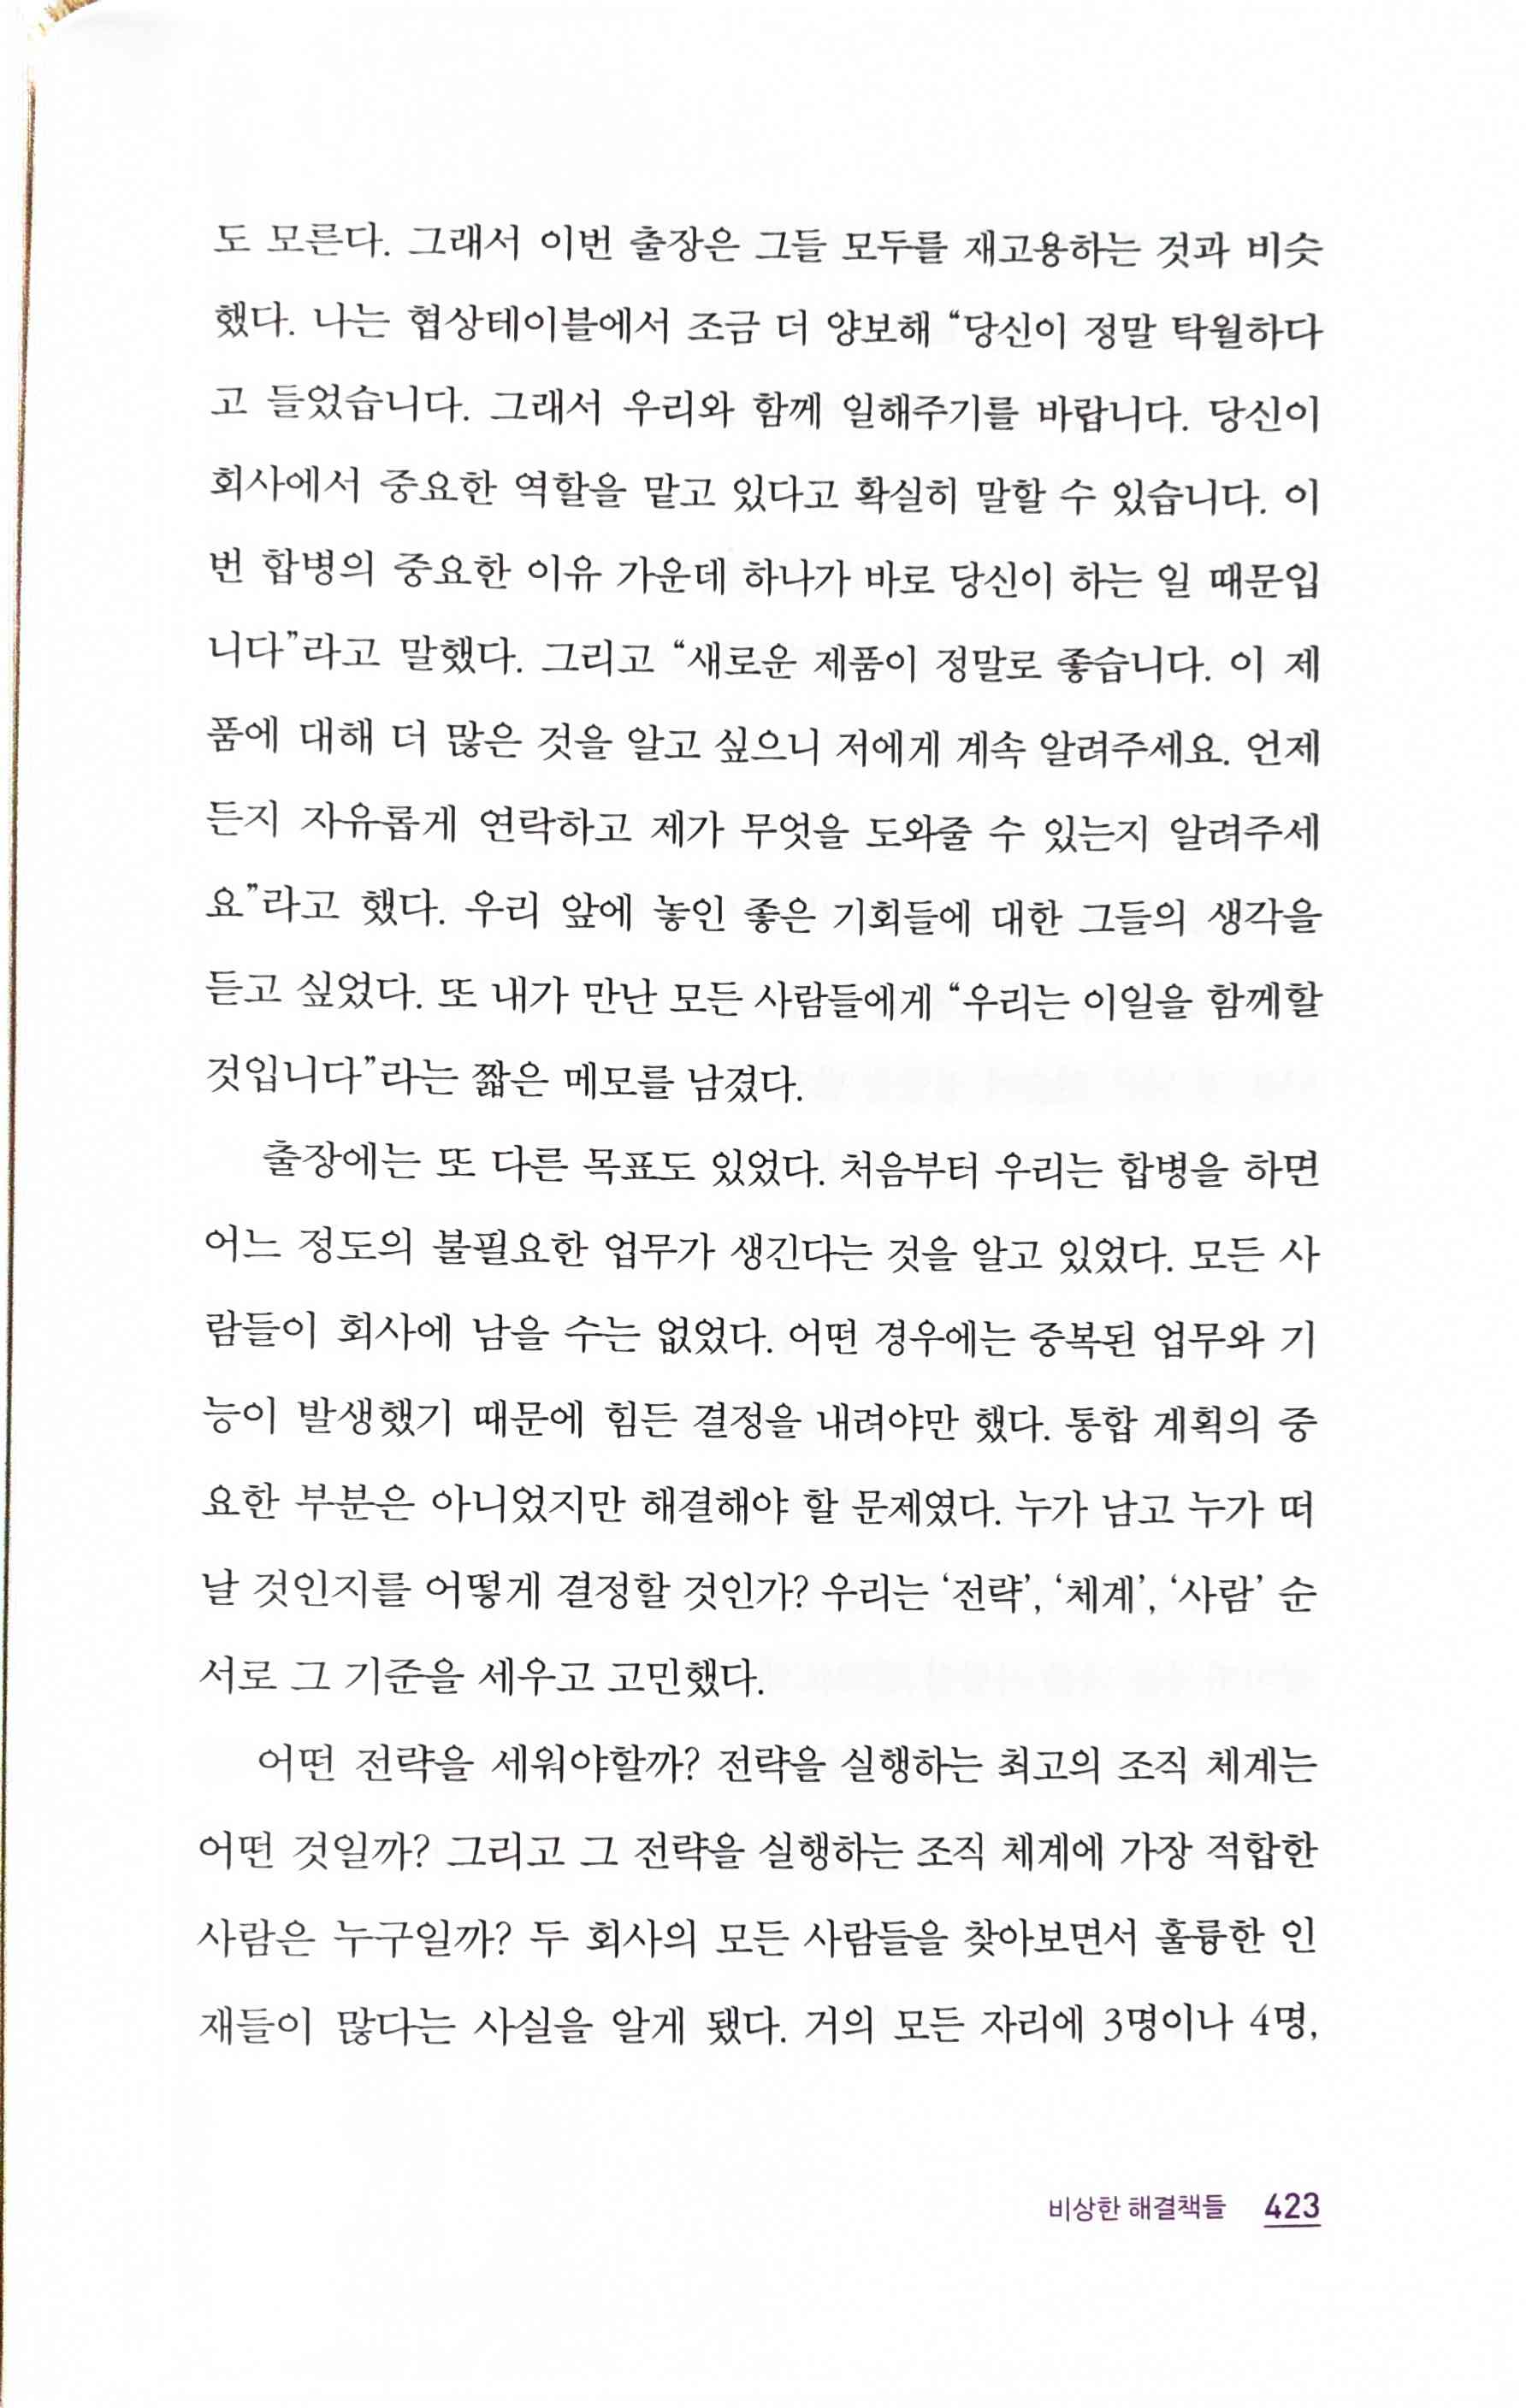 도 모른다. 그래서 이번 출장은 그들 모두를 재고용하는 것과 비슷
했다. 나는 협상테이블에서 조금 더 양보해 “당신이 정말 탁월하다
고 들었습니다. 그래서 우리와 함께 일해주기를 바랍니다. 당신이
회사에서 중요한 역할을 맡고 있다고 확실히 말할 수 있습니다. 이
번 합병의 중요한 이유 가운데 하나가 바로 당신이 하는 일 때문입
니다”라고 말했다. 그리고 “새로운 제품이 정말로 좋습니다. 이 제
품에 대해 더 많은 것을 알고 싶으니 저에게 계속 알려주세요. 언제
든지 자유롭게 연락하고 제가 무엇을 도와줄 수 있는지 알려주세
요”라고 했다. 우리 앞에 놓인 좋은 기회들에 대한 그들의 생각을
듣고 싶었다. 또 내가 만난 모든 사람들에게 “우리는 이일을 함께할
것입니다”라는 짧은 메모를 남겼다.
출장에는 또 다른 목표도 있었다. 처음부터 우리는 합병을 하면
어느 정도의 불필요한 업무가 생긴다는 것을 알고 있었다. 모든 사
람들이 회사에 남을 수는 없었다. 어떤 경우에는 중복된 업무와 기
능이 발생했기 때문에 힘든 결정을 내려야만 했다. 통합 계획의 중
요한 부분은 아니었지만 해결해야 할 문제였다. 누가 남고 누가 떠
날 것인지를 어떻게 결정할 것인가? 우리는 ‘전략’, ‘체계’, ‘사람’ 순
서로 그 기준을 세우고 고민했다.
어떤 전략을 세워야할까? 전략을 실행하는 최고의 조직 체계는
어떤 것일까? 그리고 그 전략을 실행하는 조직 체계에 가장 적합한
사람은 누구일까? 두 회사의 모든 사람들을 찾아보면서 훌륭한 인
재들이 많다는 사실을 알게 됐다. 거의 모든 자리에 3명이나 4명,
비상한 해결책들 423